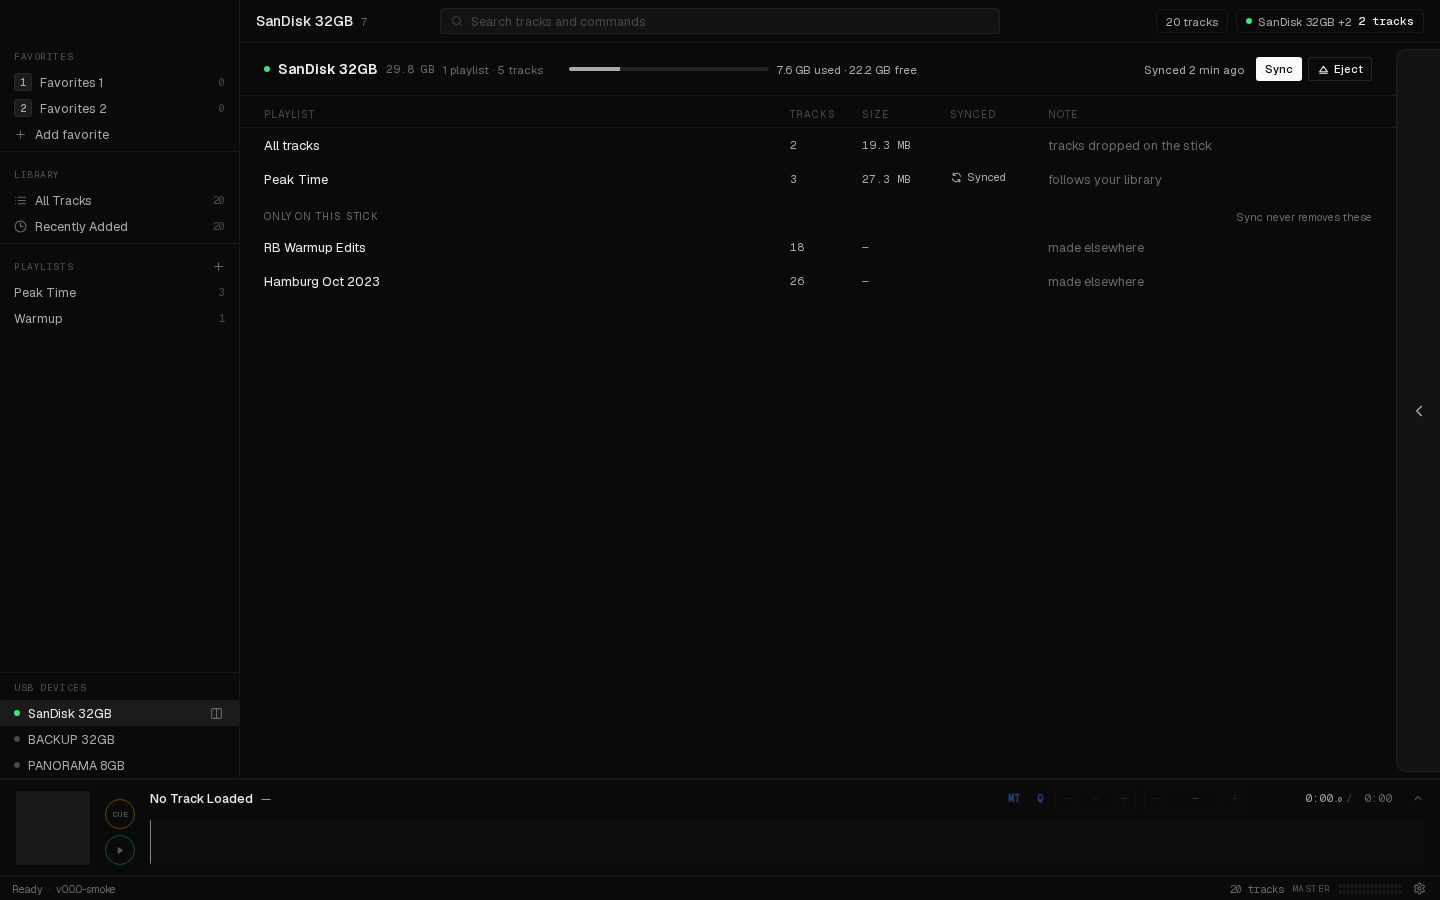 SanDisk 32GB 7
Search tracks and commands
20 tracks
SanDisk 32GB +2 2 tracks
FAVORITES
1 Favorites 1 0
2 Favorites 2 0
Add favorite
LIBRARY
All Tracks 20
Recently Added 20
PLAYLISTS
Peak Time 3
Warmup 1
USB DEVICES
SanDisk 32GB
BACKUP 32GB
PANORAMA 8GB
SanDisk 32GB 29.8 GB 1 playlist · 5 tracks 7.6 GB used · 22.2 GB free Synced 2 min ago Sync Eject
PLAYLIST TRACKS SIZE SYNCED NOTE
All tracks 2 19.3 MB tracks dropped on the stick
Peak Time 3 27.3 MB Synced follows your library
ONLY ON THIS STICK Sync never removes these
RB Warmup Edits 18 — made elsewhere
Hamburg Oct 2023 26 — made elsewhere
No Track Loaded — MT Q 0:00.0 / 0:00
CUE
Ready · v0.0.0-smoke 20 tracks MASTER